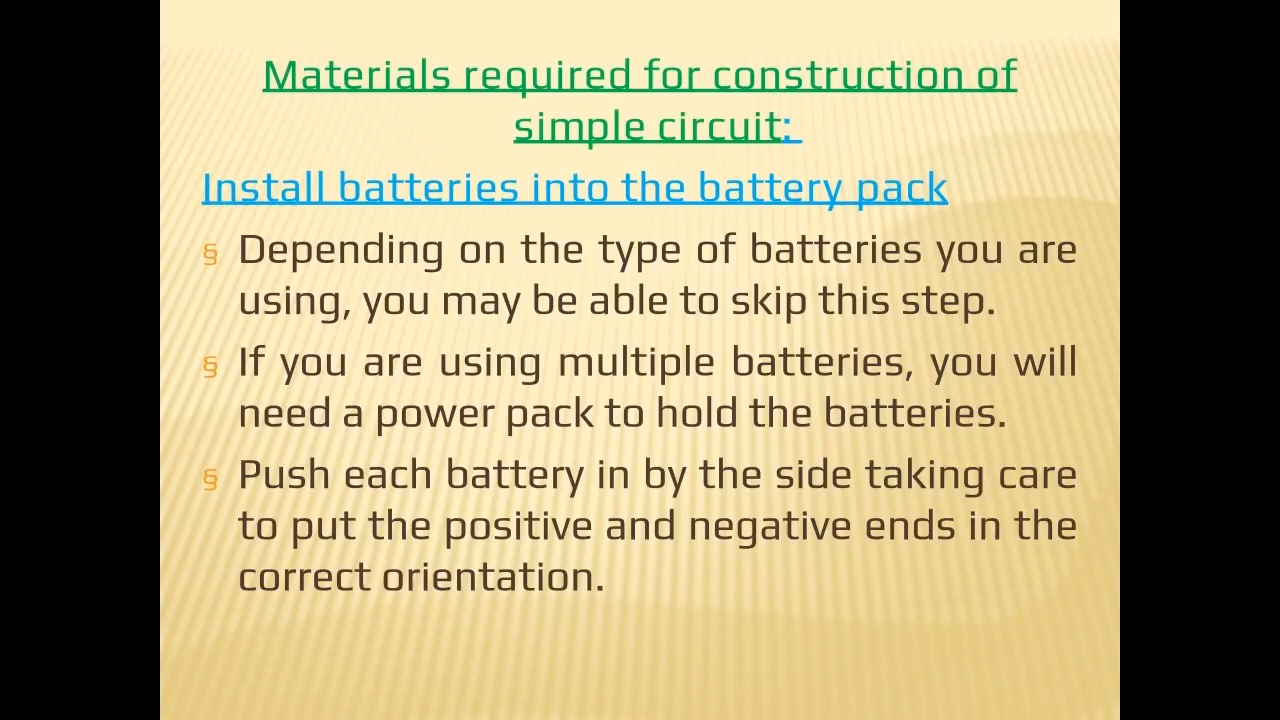 Materials required for construction of
simple circuit:
Install batteries into the battery pack
§ Depending on the type of batteries you are
using, you may be able to skip this step.
§ If you are using multiple batteries, you will
need a power pack to hold the batteries.
§ Push each battery in by the side taking care
to put the positive and negative ends in the
correct orientation.